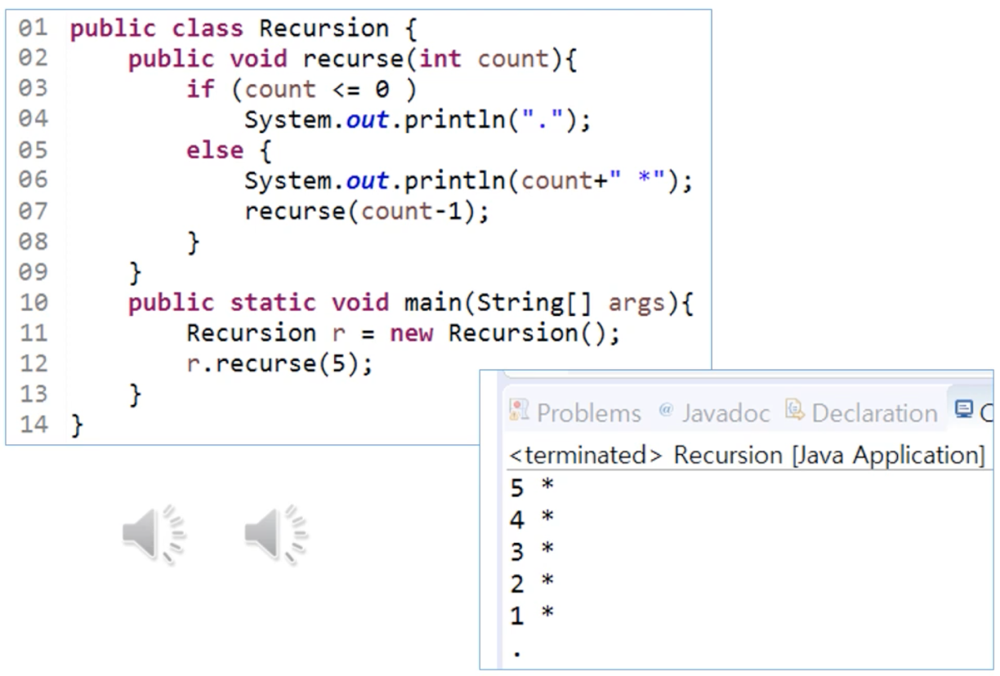 01 public class Recursion {
02     public void recurse(int count){
03         if (count <= 0 )
04             System.out.println(".");
05         else {
06             System.out.println(count+" *");
07             recurse(count-1);
08         }
09     }
10     public static void main(String[] args){
11         Recursion r = new Recursion();
12         r.recurse(5);
13     }
14 }
Problems @ Javadoc Declaration C
<terminated> Recursion [Java Application]
5 *
4 *
3 *
2 *
1 *
.